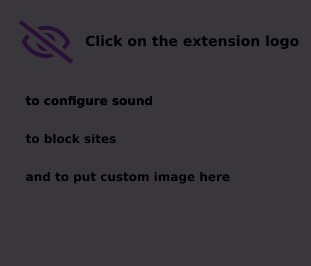 Click on the extension logo
to configure sound
to block sites
and to put custom image here